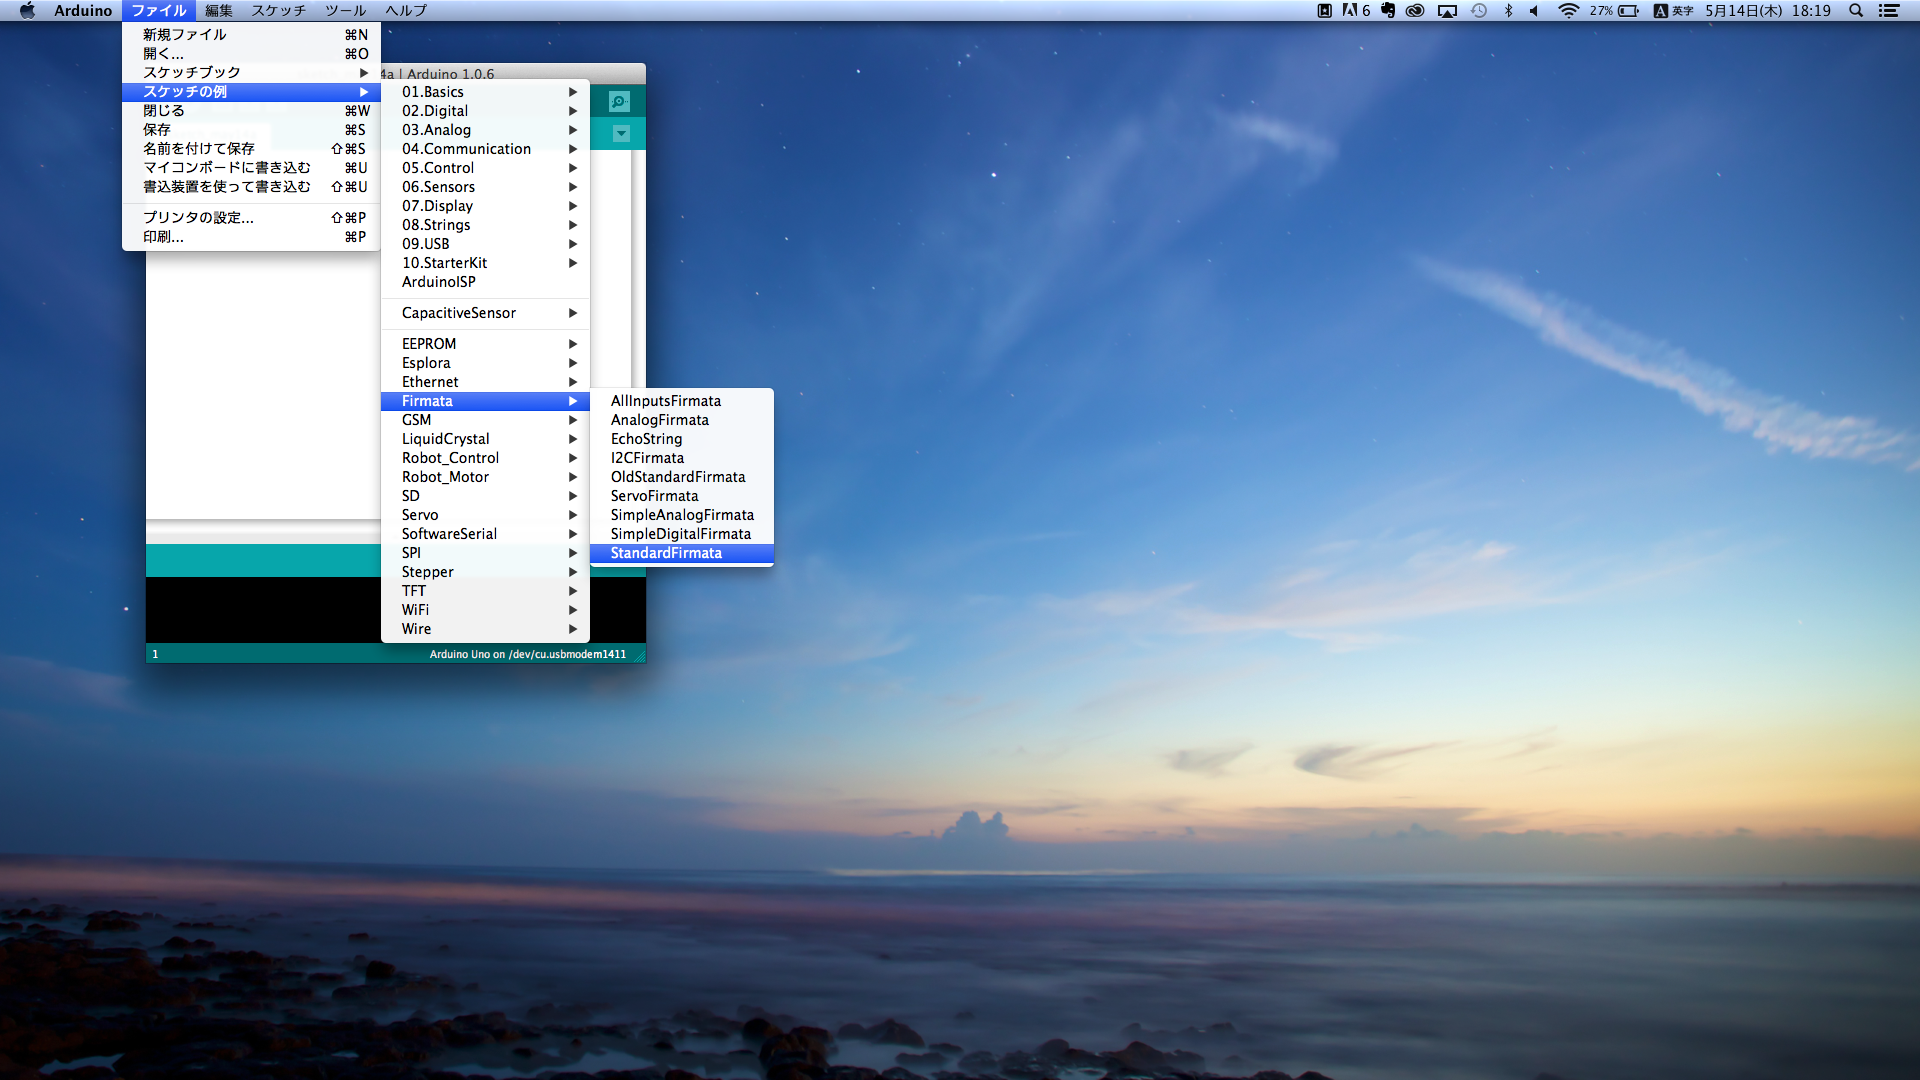 Arduino ファイル 編集 スケッチ ツール ヘルプ 6 27% A 英字 5月14日(木) 18:19
新規ファイル ⌘N
開く... ⌘O
スケッチブック ▶
スケッチの例 ▶
閉じる ⌘W
保存 ⌘S
名前を付けて保存 ⇧⌘S
マイコンボードに書き込む ⌘U
書込装置を使って書き込む ⇧⌘U
プリンタの設定... ⇧⌘P
印刷... ⌘P
4a | Arduino 1.0.6
01.Basics ▶
02.Digital ▶
03.Analog ▶
04.Communication ▶
05.Control ▶
06.Sensors ▶
07.Display ▶
08.Strings ▶
09.USB ▶
10.StarterKit ▶
ArduinoISP
CapacitiveSensor ▶
EEPROM ▶
Esplora ▶
Ethernet ▶
Firmata ▶
GSM ▶
LiquidCrystal ▶
Robot_Control ▶
Robot_Motor ▶
SD ▶
Servo ▶
SoftwareSerial ▶
SPI ▶
Stepper ▶
TFT ▶
WiFi ▶
Wire ▶
AllInputsFirmata
AnalogFirmata
EchoString
I2CFirmata
OldStandardFirmata
ServoFirmata
SimpleAnalogFirmata
SimpleDigitalFirmata
StandardFirmata
1 Arduino Uno on /dev/cu.usbmodem1411